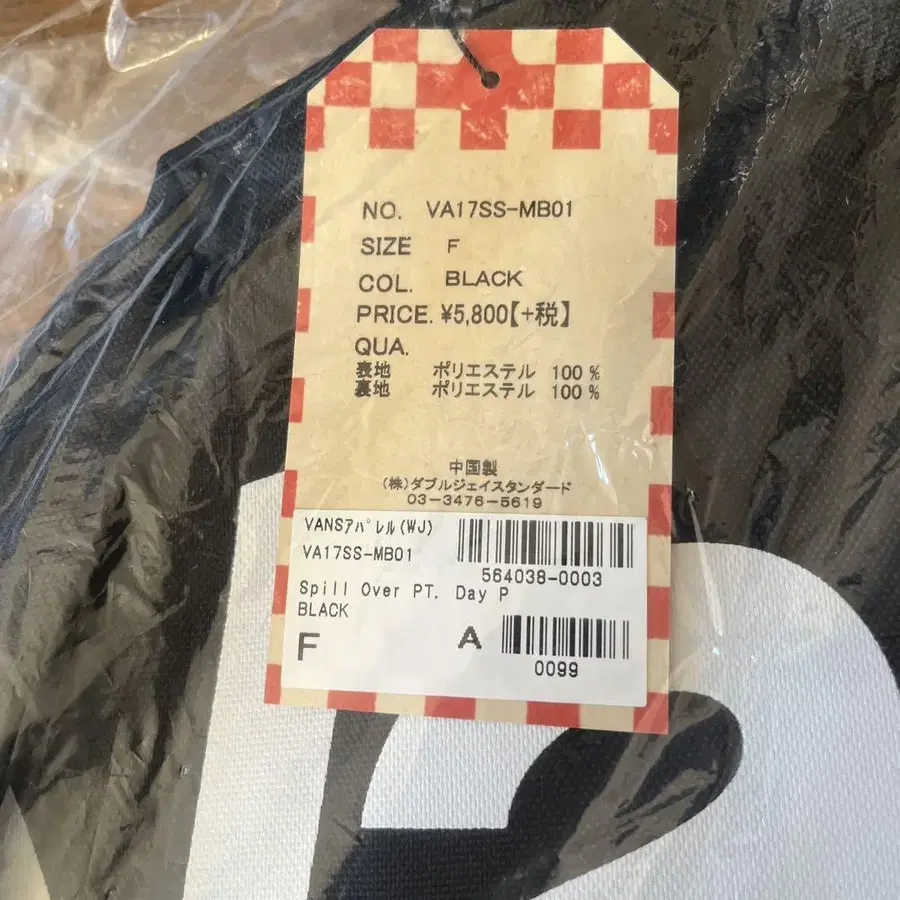 NO. VA17SS-MB01
SIZE F
COL. BLACK
PRICE. ¥5,800【+税】
QUA.
表地 ポリエステル 100%
裏地 ポリエステル 100%
中国製
(株)ダブルジェイスタンダード
03-3476-5619
VANSアパレル(WJ)
VA17SS-MB01
564038-0003
Spill Over PT. Day P
BLACK
F A
0099